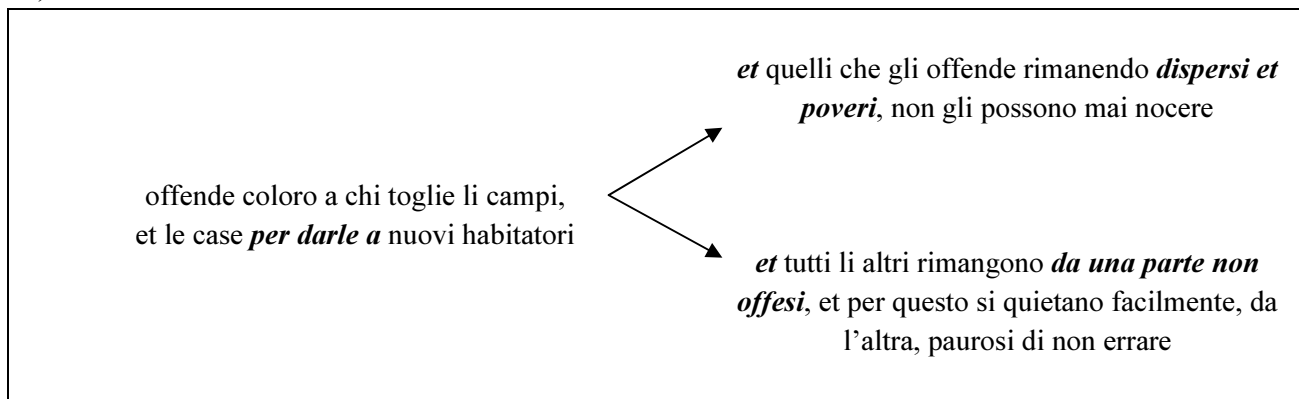 et quelli che gli offende rimanendo dispersi et
poveri, non gli possono mai nocere
offende coloro a chi toglie li campi,
et le case per darle a nuovi habitatori
et tutti li altri rimangono da una parte non
offesi, et per questo si quietano facilmente, da
l’altra, paurosi di non errare